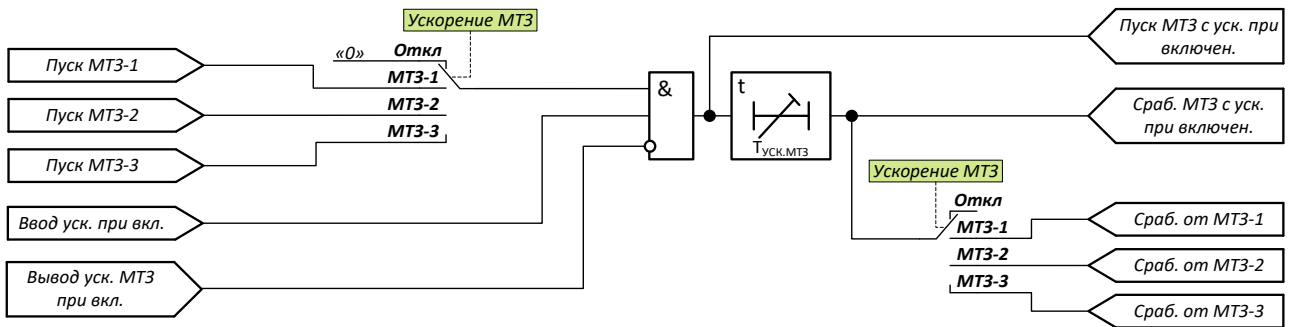 Ускорение МТЗ
Пуск МТЗ с уск. при
включен.
«0»
Откл
Пуск МТЗ-1
МТЗ-1
Пуск МТЗ-2
МТЗ-2
МТЗ-3
Пуск МТЗ-3
&
t
TУСК.МТЗ
Сраб. МТЗ с уск.
при включен.
Ускорение МТЗ
Откл
Ввод уск. при вкл.
МТЗ-1
Сраб. от МТЗ-1
МТЗ-2
Сраб. от МТЗ-2
Вывод уск. МТЗ
при вкл.
МТЗ-3
Сраб. от МТЗ-3